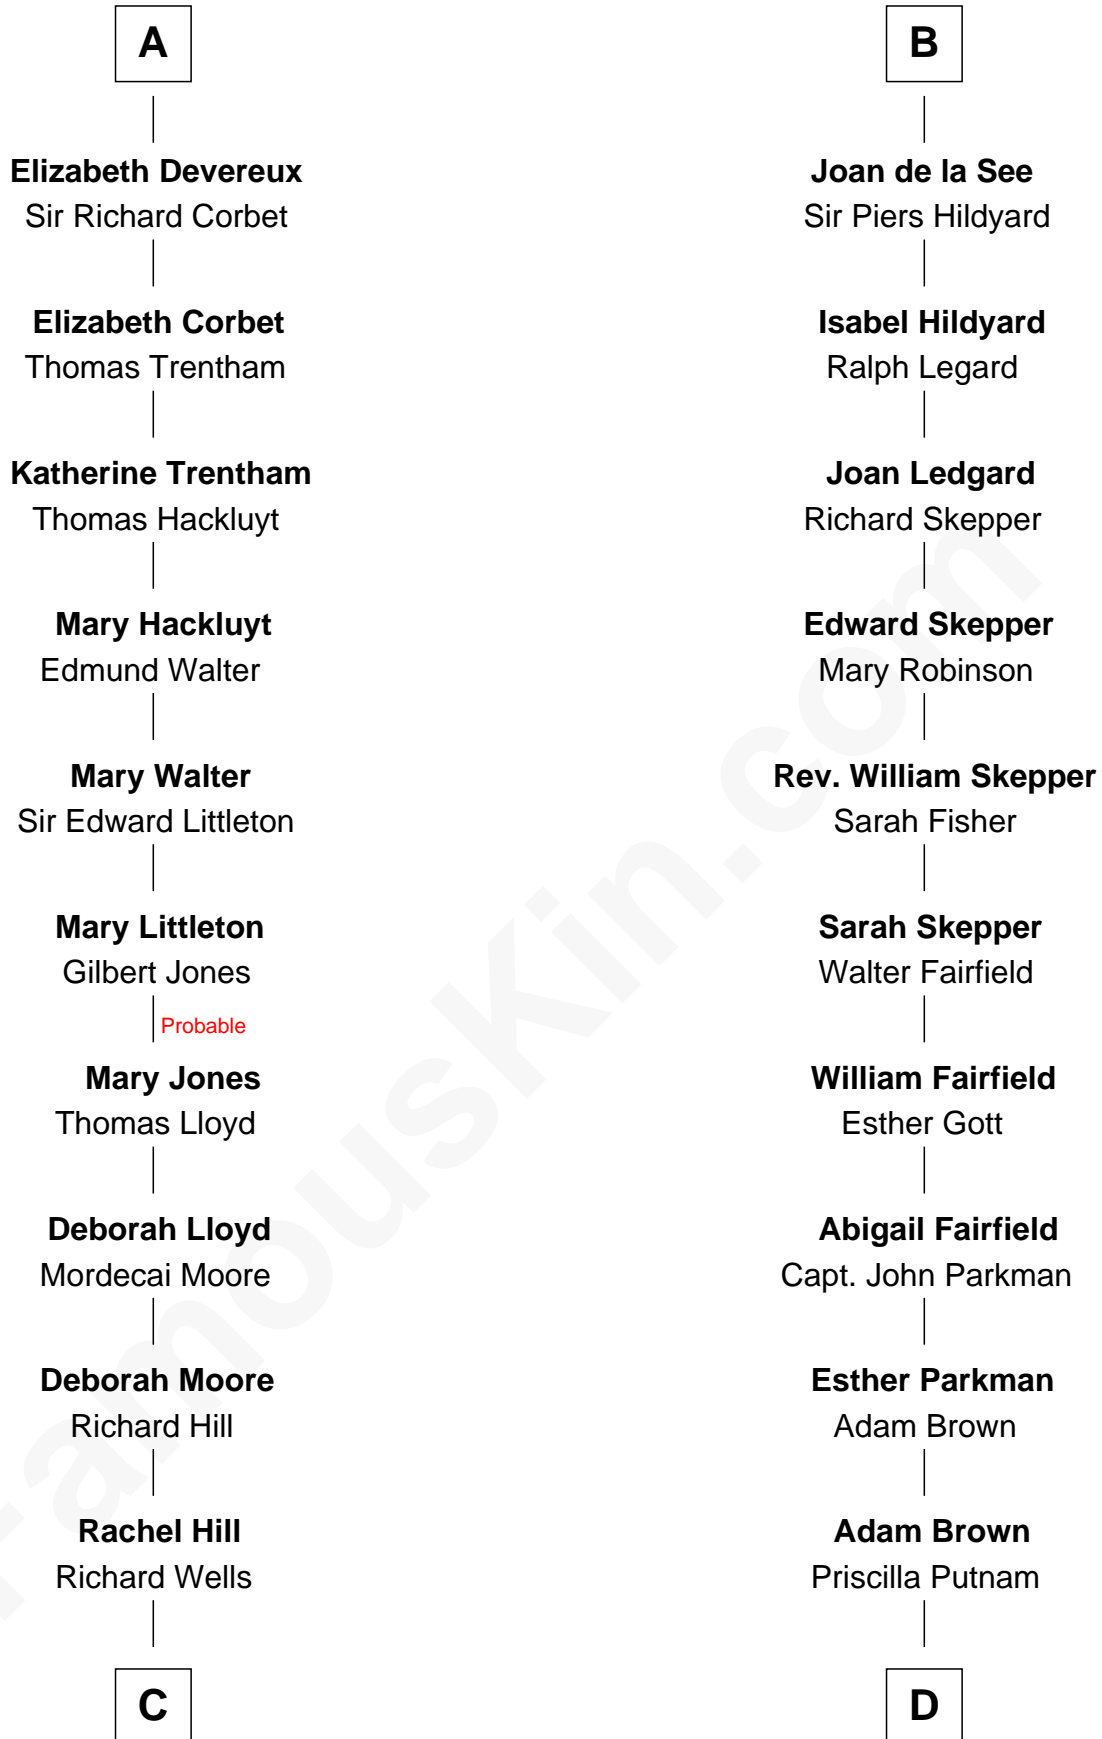 A
Elizabeth Devereux
Sir Richard Corbet
Elizabeth Corbet
Thomas Trentham
Katherine Trentham
Thomas Hackluyt
Mary Hackluyt
Edmund Walter
Mary Walter
Sir Edward Littleton
Mary Littleton
Gilbert Jones
Probable
Mary Jones
Thomas Lloyd
Deborah Lloyd
Mordecai Moore
Deborah Moore
Richard Hill
Rachel Hill
Richard Wells
C
B
Joan de la See
Sir Piers Hildyard
Isabel Hildyard
Ralph Legard
Joan Ledgard
Richard Skepper
Edward Skepper
Mary Robinson
Rev. William Skepper
Sarah Fisher
Sarah Skepper
Walter Fairfield
William Fairfield
Esther Gott
Abigail Fairfield
Capt. John Parkman
Esther Parkman
Adam Brown
Adam Brown
Priscilla Putnam
D
FamousKin.com